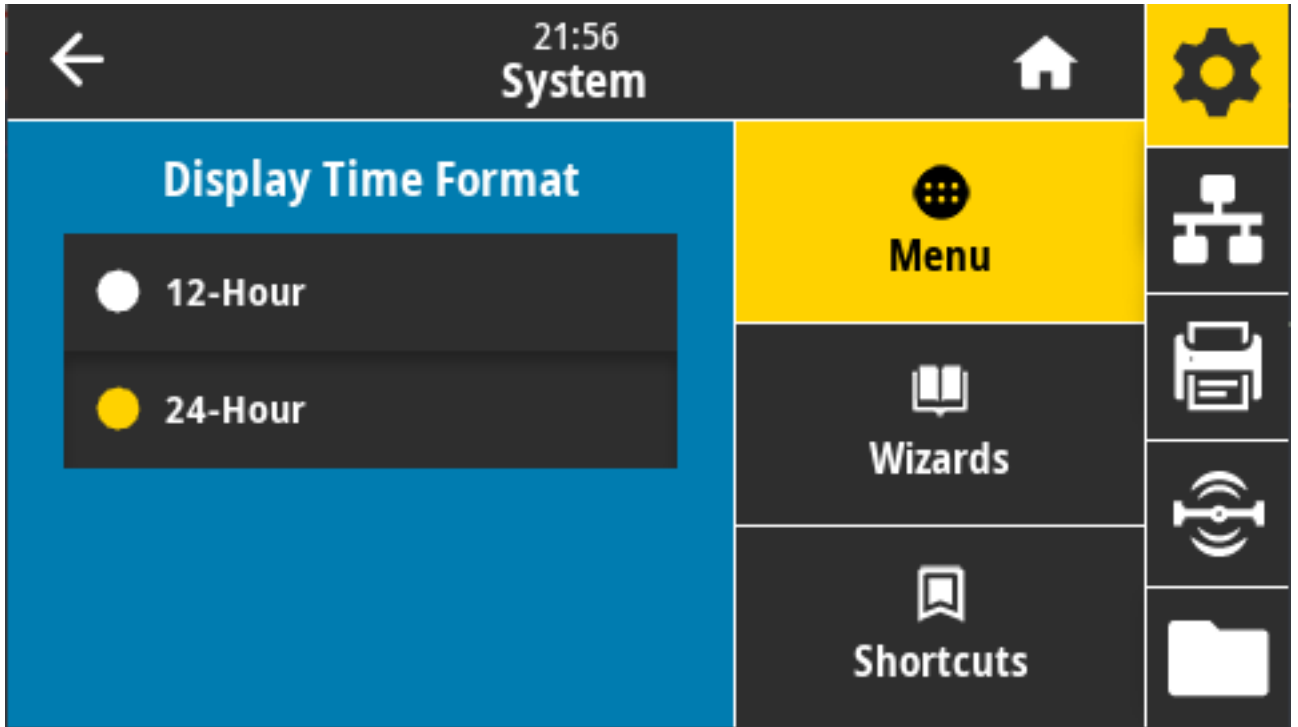 21:56
System
Display Time Format
12-Hour
24-Hour
Menu
Wizards
Shortcuts